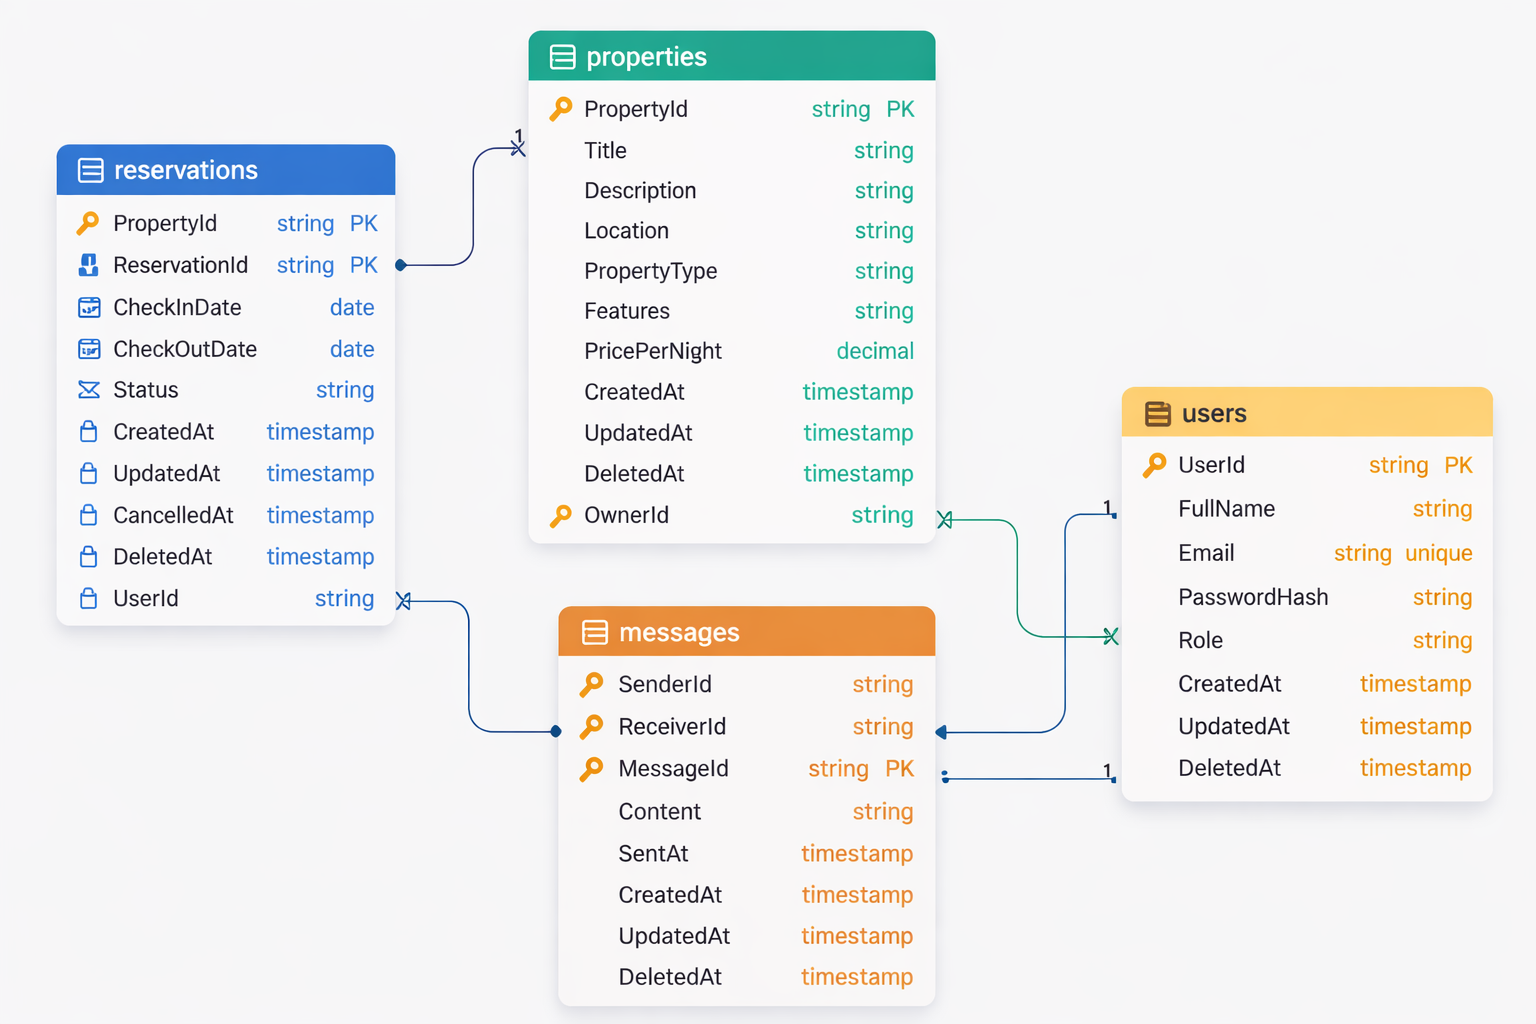 properties
PropertyId string PK
Title string
Description string
Location string
PropertyType string
Features string
PricePerNight decimal
CreatedAt timestamp
UpdatedAt timestamp
DeletedAt timestamp
OwnerId string
1
reservations
PropertyId string PK
ReservationId string PK
CheckInDate date
CheckOutDate date
Status string
CreatedAt timestamp
UpdatedAt timestamp
CancelledAt timestamp
DeletedAt timestamp
UserId string
messages
SenderId string
ReceiverId string
MessageId string PK
Content string
SentAt timestamp
CreatedAt timestamp
UpdatedAt timestamp
DeletedAt timestamp
users
UserId string PK
FullName string
Email string unique
PasswordHash string
Role string
CreatedAt timestamp
UpdatedAt timestamp
DeletedAt timestamp
1
1